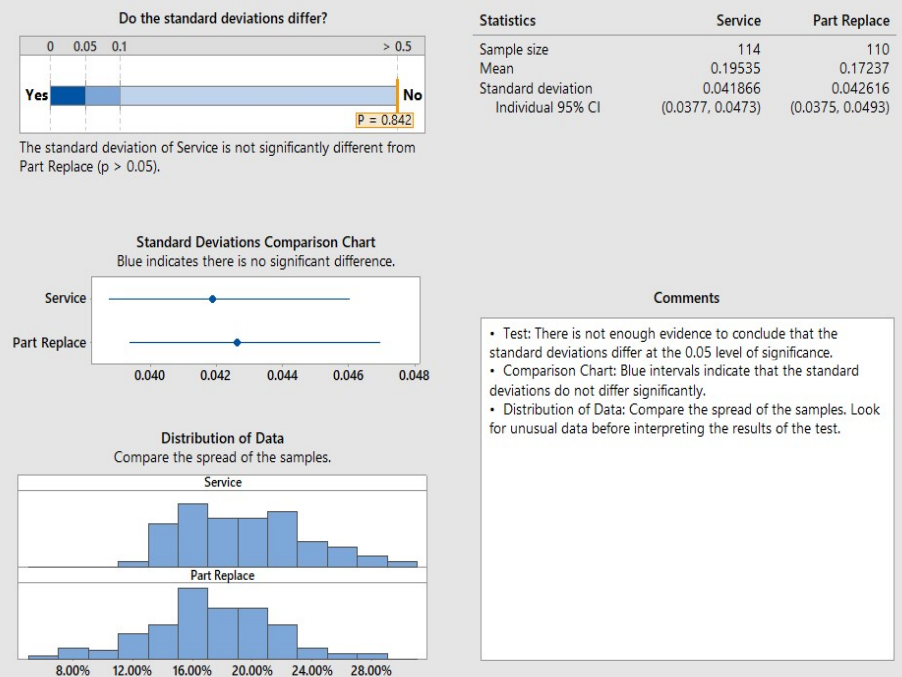 Do the standard deviations differ?
0 0.05 0.1 > 0.5
Yes No
P = 0.842
The standard deviation of Service is not significantly different from
Part Replace (p > 0.05).
Statistics Service Part Replace
Sample size 114 110
Mean 0.19535 0.17237
Standard deviation 0.041866 0.042616
Individual 95% CI (0.0377, 0.0473) (0.0375, 0.0493)
Standard Deviations Comparison Chart
Blue indicates there is no significant difference.
Service
Part Replace
0.040 0.042 0.044 0.046 0.048
Distribution of Data
Compare the spread of the samples.
Service
Part Replace
8.00% 12.00% 16.00% 20.00% 24.00% 28.00%
Comments
• Test: There is not enough evidence to conclude that the
standard deviations differ at the 0.05 level of significance.
• Comparison Chart: Blue intervals indicate that the standard
deviations do not differ significantly.
• Distribution of Data: Compare the spread of the samples. Look
for unusual data before interpreting the results of the test.